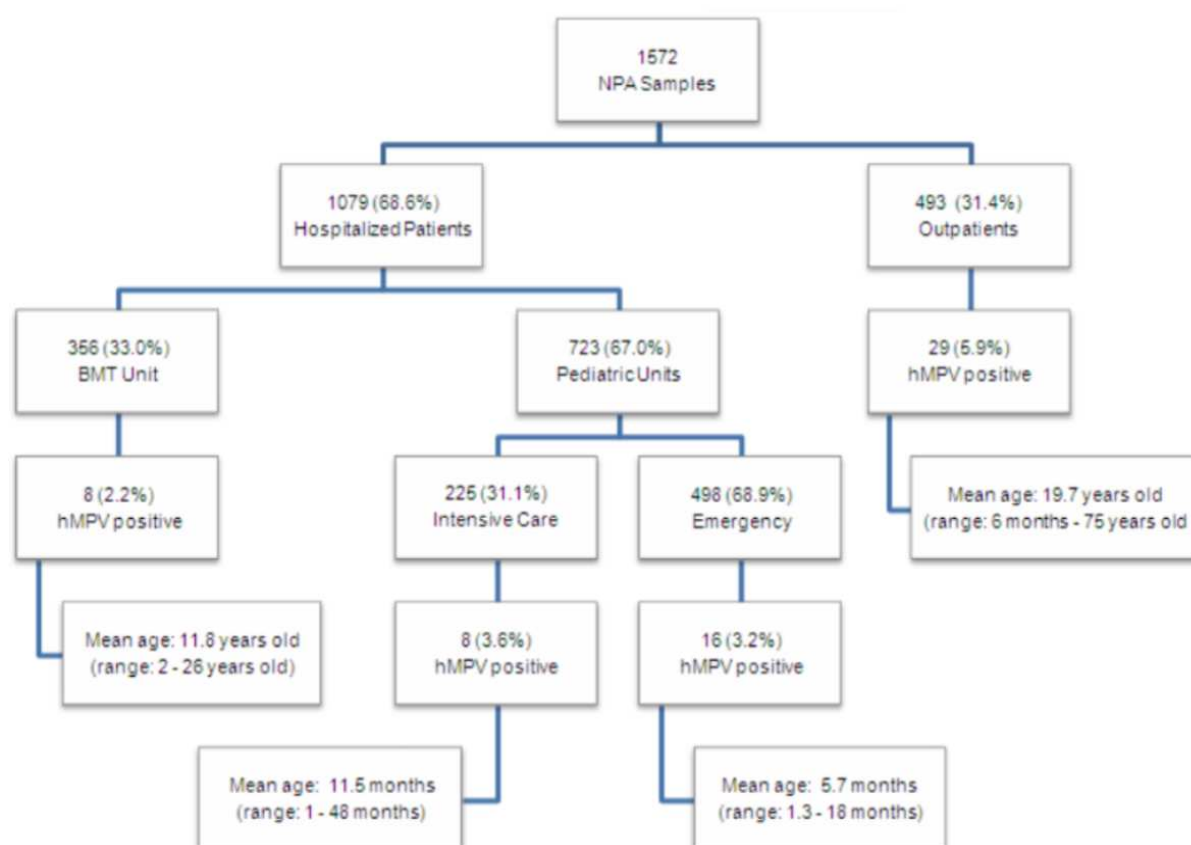 1572
NPA Samples
1079 (68.6%)
Hospitalized Patients
493 (31.4%)
Outpatients
356 (33.0%)
BMT Unit
723 (67.0%)
Pediatric Units
29 (5.9%)
hMPV positive
8 (2.2%)
hMPV positive
225 (31.1%)
Intensive Care
498 (68.9%)
Emergency
Mean age: 19.7 years old
(range: 6 months - 75 years old
Mean age: 11.8 years old
(range: 2 - 26 years old)
8 (3.6%)
hMPV positive
16 (3.2%)
hMPV positive
Mean age: 11.5 months
(range: 1 - 48 months)
Mean age: 5.7 months
(range: 1.3 - 18 months)